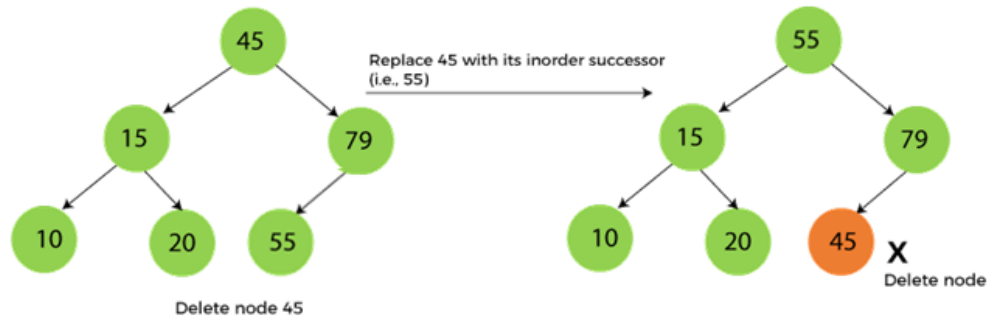 45
55
Replace 45 with its inorder successor
(i.e., 55)
15
79
15
79
10
20
55
10
20
45
X
Delete node
Delete node 45